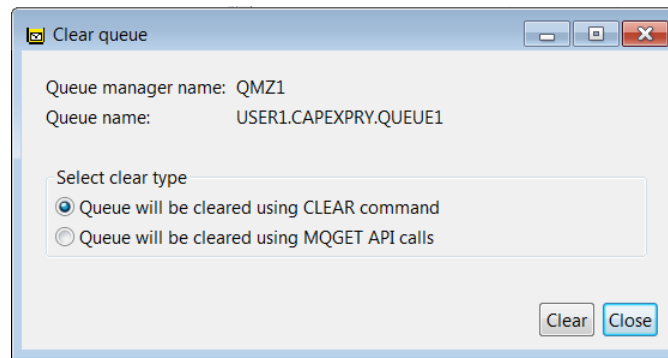 Clear queue
Queue manager name: QMZ1
Queue name: USER1.CAPEXPRY.QUEUE1
Select clear type
Queue will be cleared using CLEAR command
Queue will be cleared using MQGET API calls
Clear Close